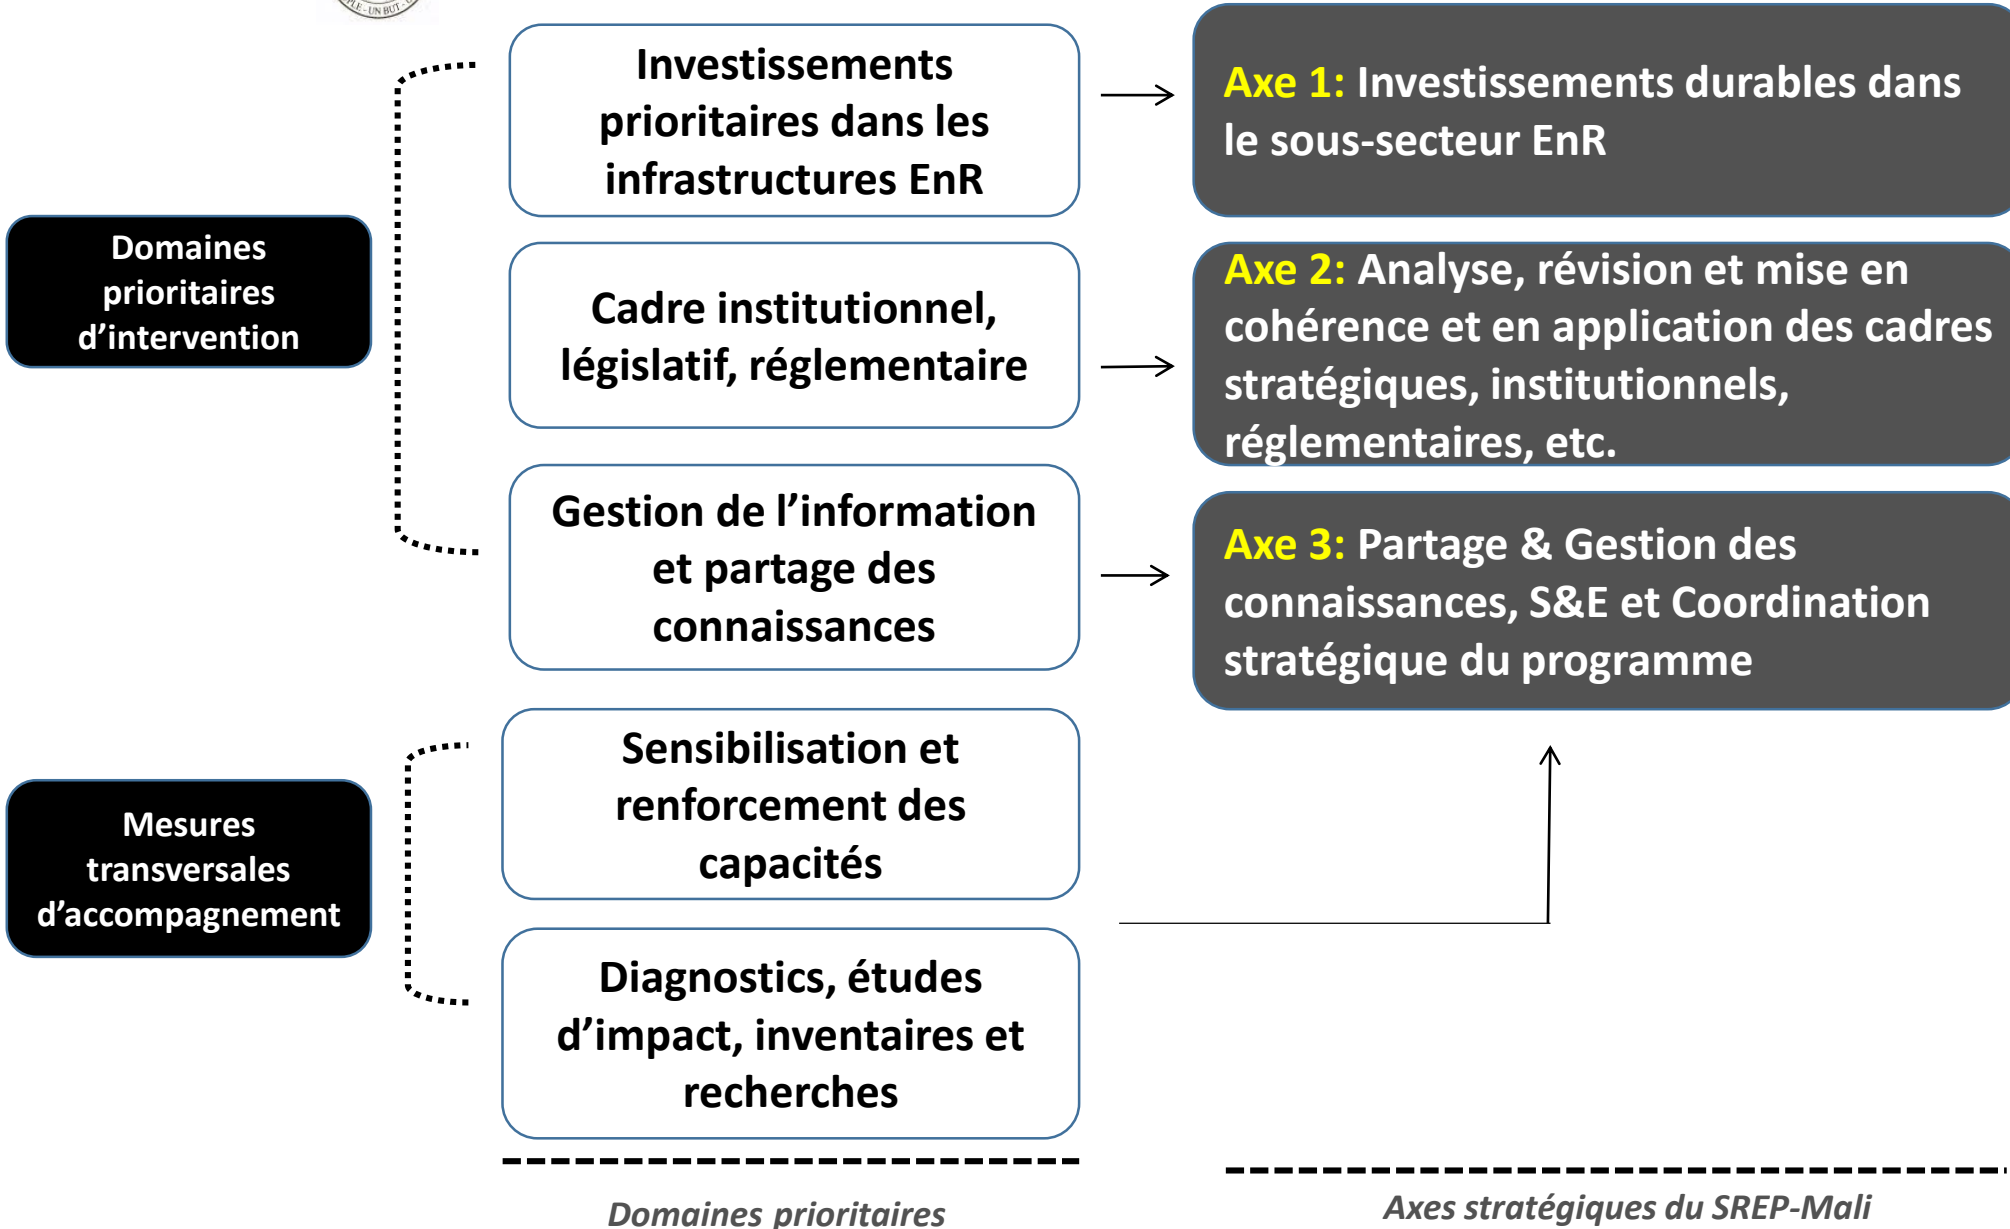 PLE - UN BUT -
Investissements
prioritaires dans les
infrastructures EnR
Axe 1: Investissements durables dans
le sous-secteur EnR
Domaines
prioritaires
d’intervention
Cadre institutionnel,
législatif, réglementaire
Axe 2: Analyse, révision et mise en
cohérence et en application des cadres
stratégiques, institutionnels,
réglementaires, etc.
Gestion de l’information
et partage des
connaissances
Axe 3: Partage & Gestion des
connaissances, S&E et Coordination
stratégique du programme
Mesures
transversales
d’accompagnement
Sensibilisation et
renforcement des
capacités
Diagnostics, études
d’impact, inventaires et
recherches
Domaines prioritaires
Axes stratégiques du SREP-Mali